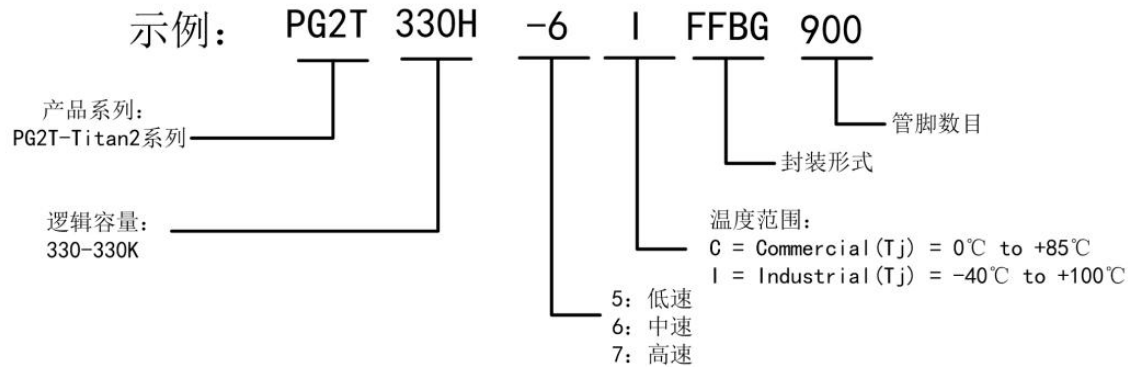 示例： PG2T 330H -6 I FFBG 900
产品系列：
PG2T-Titan2系列
管脚数目
封装形式
逻辑容量：
330-330K
温度范围：
C = Commercial(Tj) = 0℃ to +85℃
I = Industrial(Tj) = -40℃ to +100℃
5：低速
6：中速
7：高速